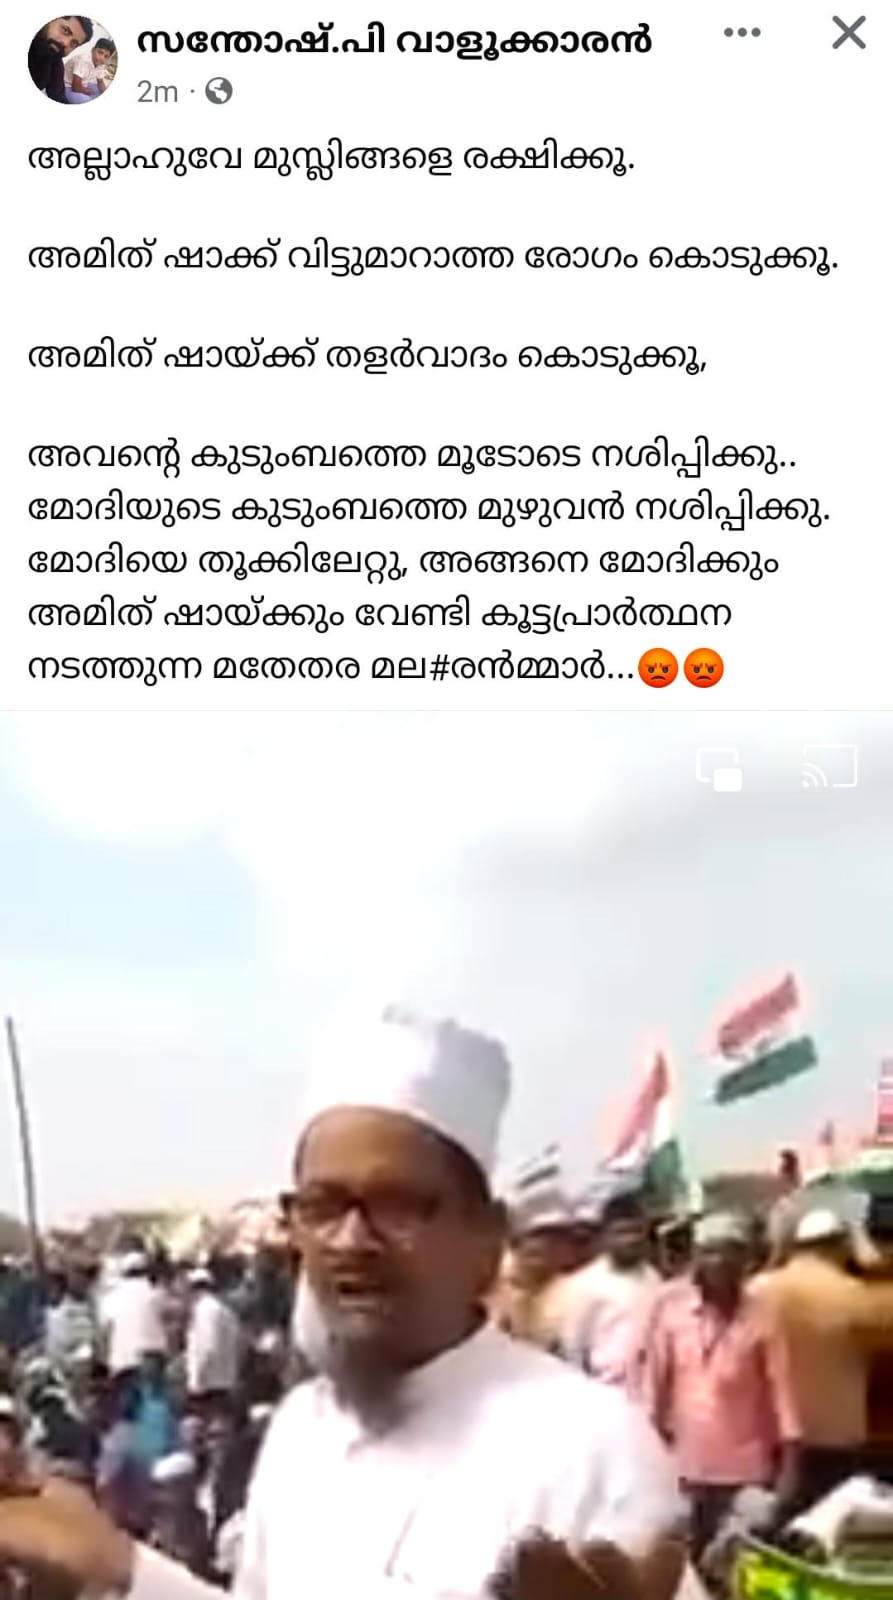 സന്തോഷ്.പി വാളൂക്കാരൻ
2m
അല്ലാഹുവേ മുസ്ലിങ്ങളെ രക്ഷിക്കൂ.
അമിത് ഷാക്ക് വിട്ടുമാറാത്ത രോഗം കൊടുക്കൂ.
അമിത് ഷായ്ക്ക് തളർവാദം കൊടുക്കൂ,
അവന്റെ കുടുംബത്തെ മൂടോടെ നശിപ്പിക്കു..
മോദിയുടെ കുടുംബത്തെ മുഴുവൻ നശിപ്പിക്കു.
മോദിയെ തൂക്കിലേറ്റു, അങ്ങനെ മോദിക്കും
അമിത് ഷായ്ക്കും വേണ്ടി കൂട്ടപ്രാർത്ഥന
നടത്തുന്ന മതേതര മല#രൻമ്മാർ...😡😡